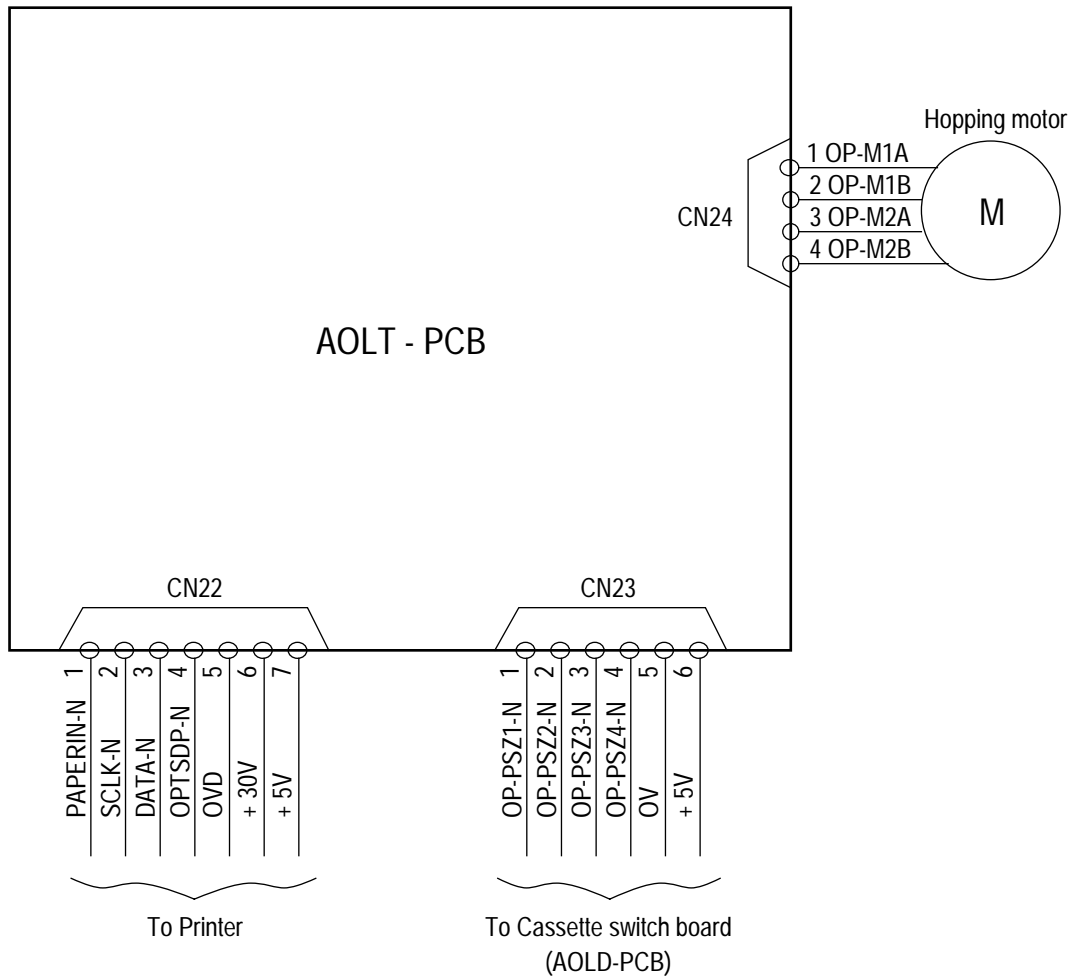 Hopping motor
CN24
1 OP-M1A
2 OP-M1B
3 OP-M2A
4 OP-M2B
M
AOLT - PCB
CN22
1 PAPERIN-N
2 SCLK-N
3 DATA-N
4 OPTSDP-N
5 OVD
6 + 30V
7 + 5V
To Printer
CN23
1 OP-PSZ1-N
2 OP-PSZ2-N
3 OP-PSZ3-N
4 OP-PSZ4-N
5 OV
6 + 5V
To Cassette switch board
(AOLD-PCB)